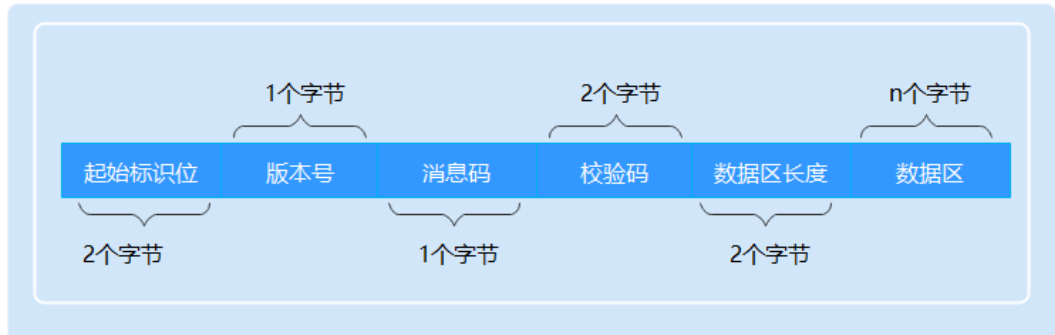 1个字节 2个字节 n个字节
起始标识位 版本号 消息码 校验码 数据区长度 数据区
2个字节 1个字节 2个字节